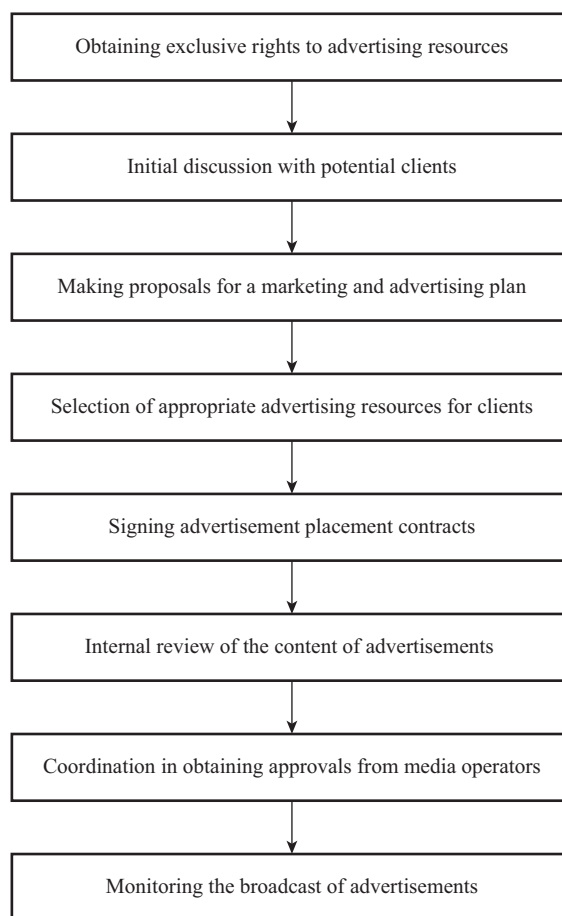 Obtaining exclusive rights to advertising resources
Initial discussion with potential clients
Making proposals for a marketing and advertising plan
Selection of appropriate advertising resources for clients
Signing advertisement placement contracts
Internal review of the content of advertisements
Coordination in obtaining approvals from media operators
Monitoring the broadcast of advertisements